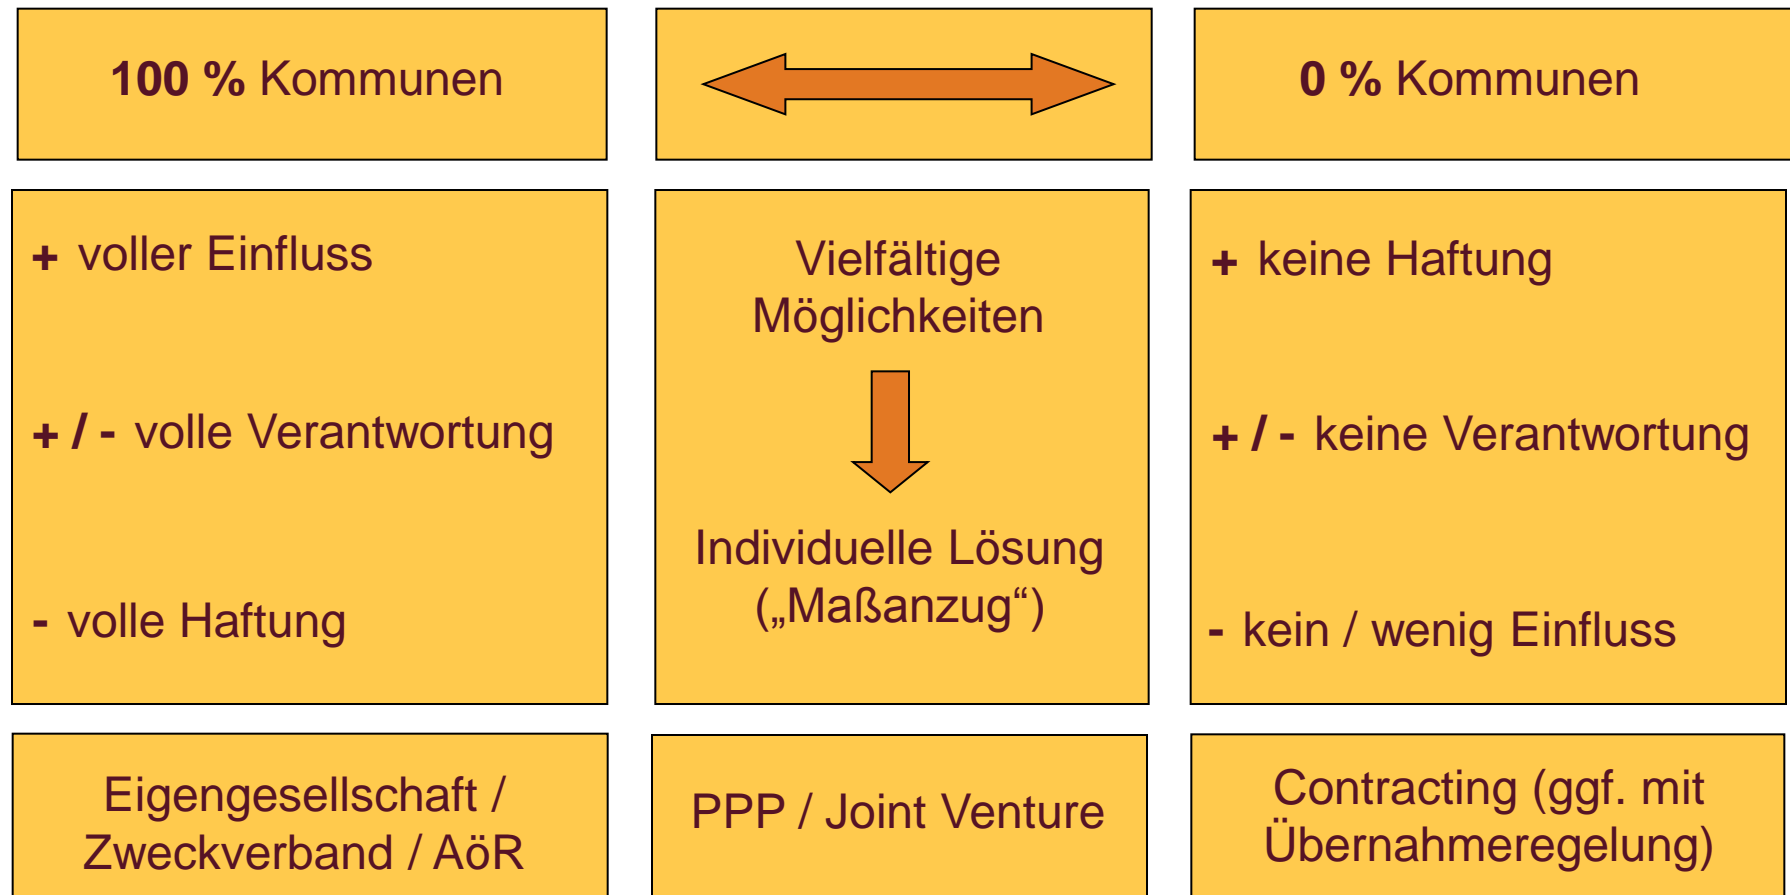 100 % Kommunen
0 % Kommunen
+ voller Einfluss
+ / - volle Verantwortung
- volle Haftung
Vielfältige
Möglichkeiten
Individuelle Lösung
(„Maßanzug“)
+ keine Haftung
+ / - keine Verantwortung
- kein / wenig Einfluss
Eigengesellschaft /
Zweckverband / AöR
PPP / Joint Venture
Contracting (ggf. mit
Übernahmeregelung)